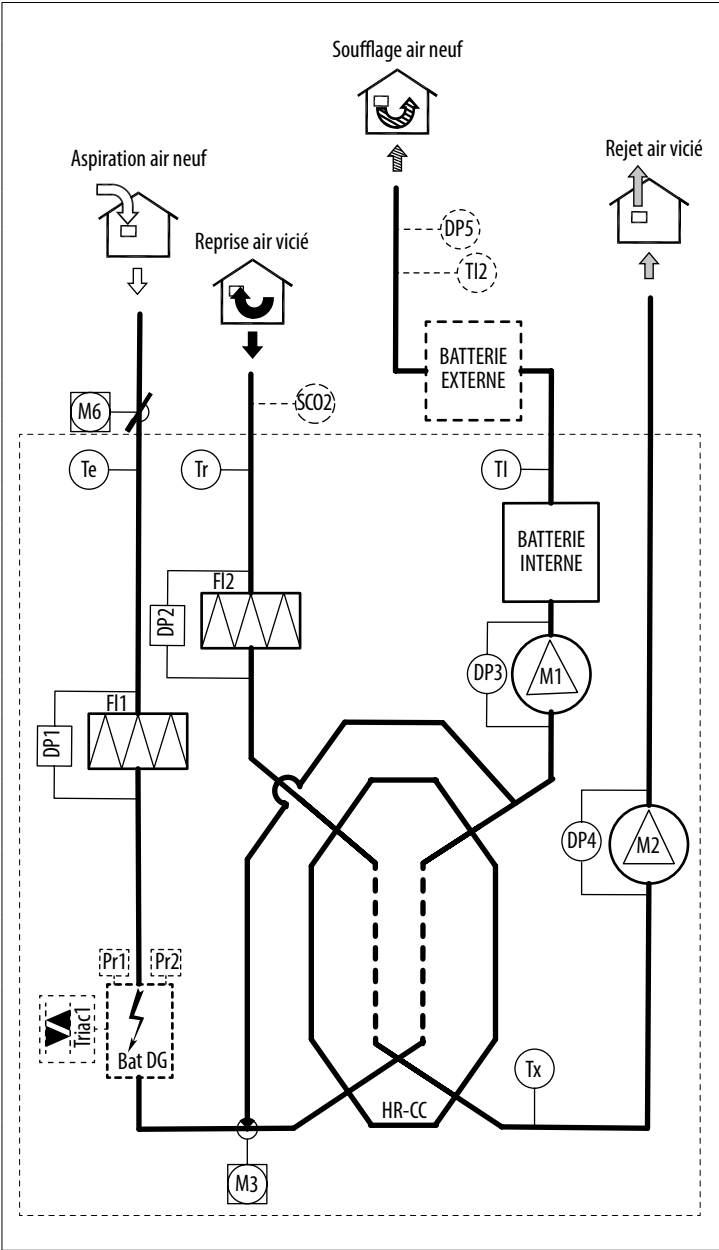 Soufflage air neuf
Aspiration air neuf
Rejet air vicié
Reprise air vicié
DP5
TI2
BATTERIE
EXTERNE
SCO2
M6
Te
Tr
TI
BATTERIE
INTERNE
FI2
DP2
DP3
M1
FI1
DP1
DP4
M2
Pr1
Pr2
Triac1
Bat DG
Tx
HR-CC
M3